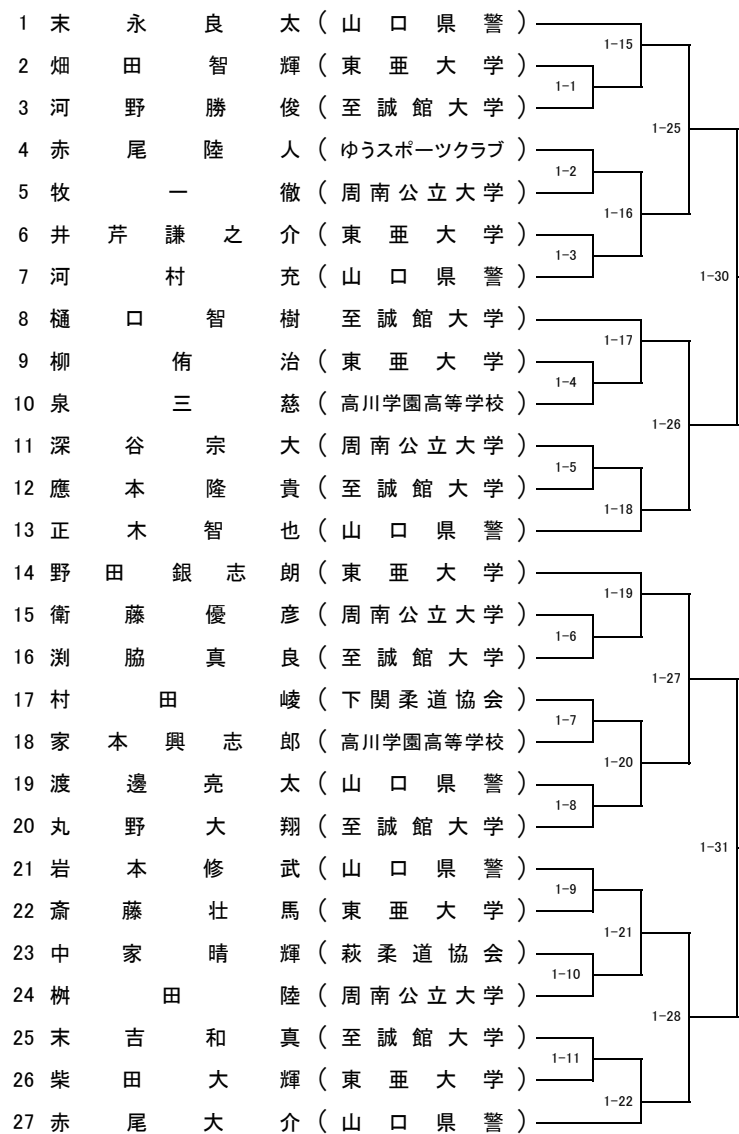 1 末永良太 (山口県警)
2 畑田智輝 (東亜大学)
3 河野勝俊 (至誠館大学)
4 赤尾陸人 (ゆうスポーツクラブ)
5 牧一徹 (周南公立大学)
6 井芹謙之介 (東亜大学)
7 河村充 (山口県警)
8 樋口智樹 至誠館大学)
9 柳侑治 (東亜大学)
10 泉三慈 (高川学園高等学校)
11 深谷宗大 (周南公立大学)
12 應本隆貴 (至誠館大学)
13 正木智也 (山口県警)
14 野田銀志朗 (東亜大学)
15 衛藤優彦 (周南公立大学)
16 渕脇真良 (至誠館大学)
17 村田崚 (下関柔道協会)
18 家本興志郎 (高川学園高等学校)
19 渡邊亮太 (山口県警)
20 丸野大翔 (至誠館大学)
21 岩本修武 (山口県警)
22 斎藤壮馬 (東亜大学)
23 中家晴輝 (萩柔道協会)
24 桝田陸 (周南公立大学)
25 末吉和真 (至誠館大学)
26 柴田大輝 (東亜大学)
27 赤尾大介 (山口県警)
1-1
1-2
1-3
1-4
1-5
1-6
1-7
1-8
1-9
1-10
1-11
1-15
1-16
1-17
1-18
1-19
1-20
1-21
1-22
1-25
1-26
1-27
1-28
1-30
1-31